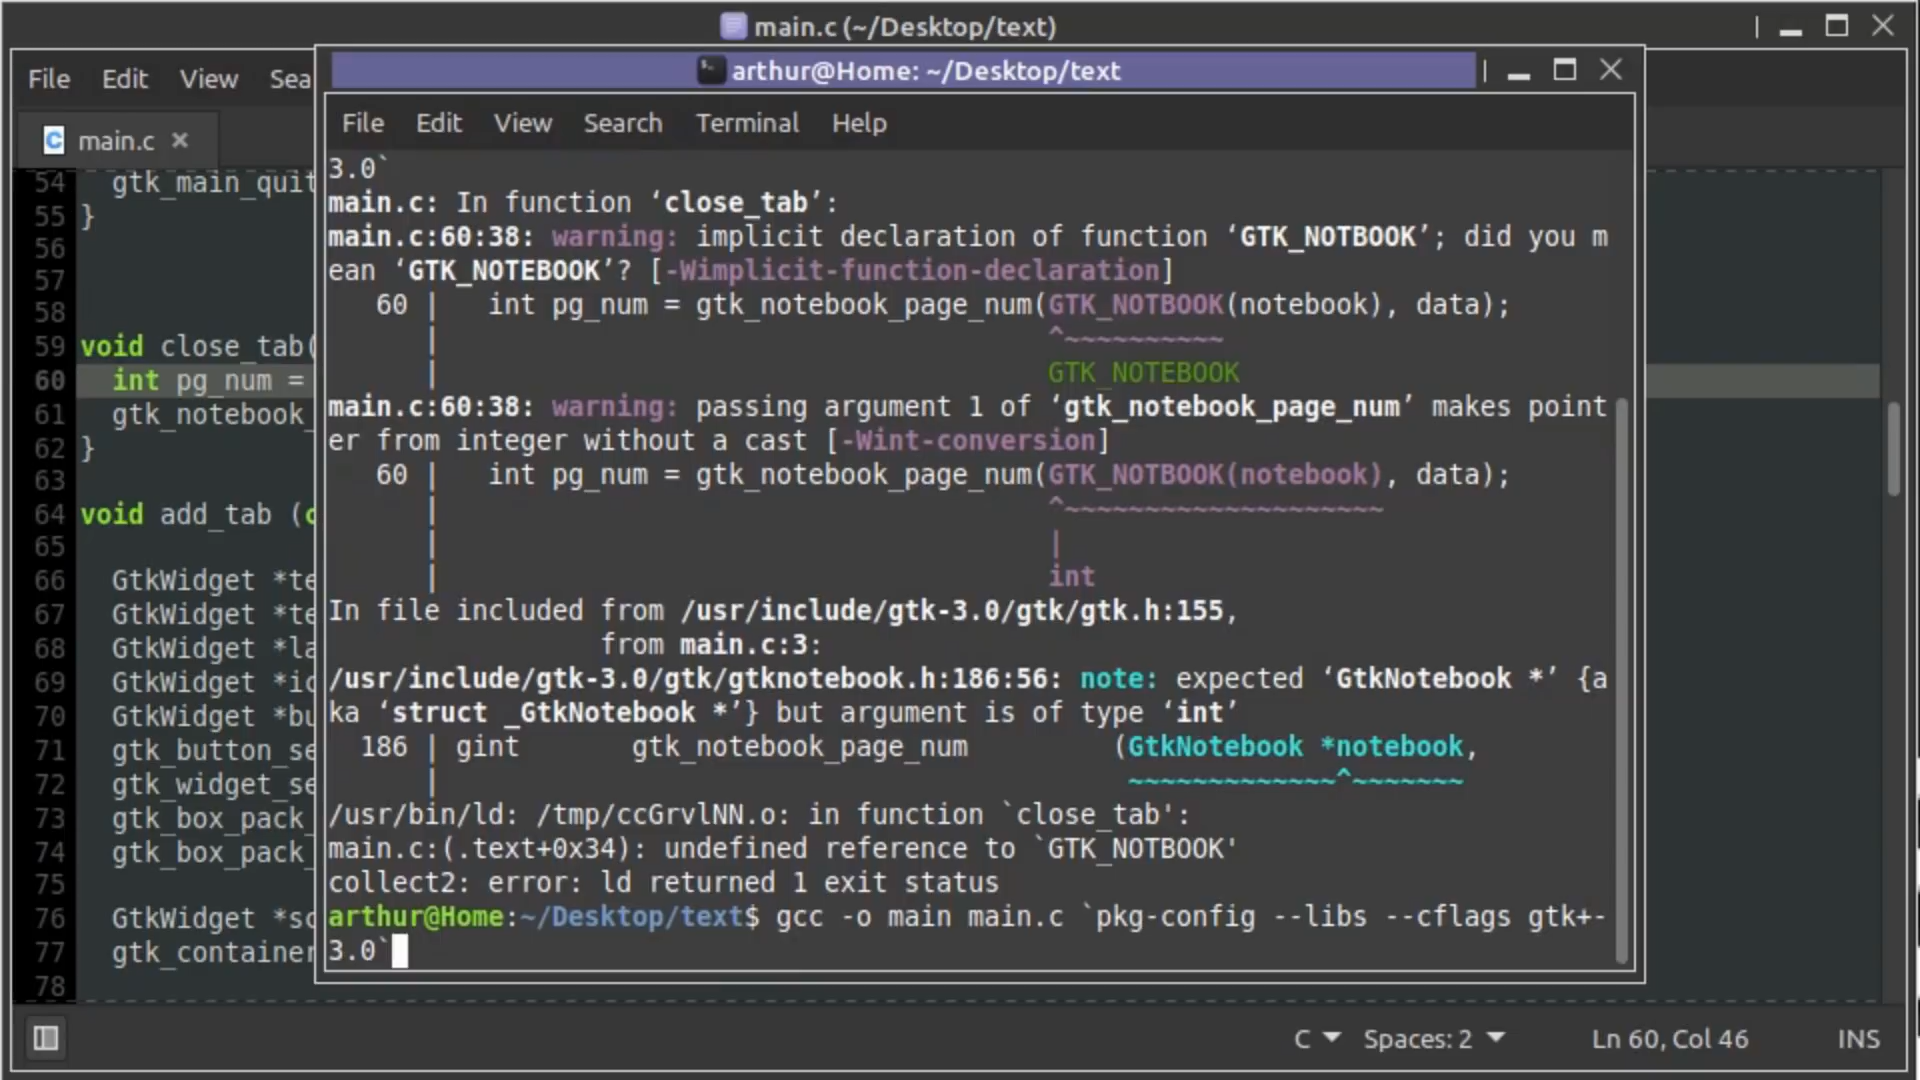 main.c (~/Desktop/text)
File Edit View Sea
main.c
54 gtk_main_quit
55 }
56
57
58
59 void close_tab(
60 int pg_num =
61 gtk_notebook_
62 }
63
64 void add_tab (c
65
66 GtkWidget *te
67 GtkWidget *te
68 GtkWidget *la
69 GtkWidget *ic
70 GtkWidget *bu
71 gtk_button_se
72 gtk_widget_se
73 gtk_box_pack_
74 gtk_box_pack_
75
76 GtkWidget *sc
77 gtk_container
78
arthur@Home: ~/Desktop/text
File Edit View Search Terminal Help
3.0`
main.c: In function ‘close_tab’:
main.c:60:38: warning: implicit declaration of function ‘GTK_NOTBOOK’; did you m
ean ‘GTK_NOTEBOOK’? [-Wimplicit-function-declaration]
60 | int pg_num = gtk_notebook_page_num(GTK_NOTBOOK(notebook), data);
| ^~~~~~~~~~~
| GTK_NOTEBOOK
main.c:60:38: warning: passing argument 1 of ‘gtk_notebook_page_num’ makes point
er from integer without a cast [-Wint-conversion]
60 | int pg_num = gtk_notebook_page_num(GTK_NOTBOOK(notebook), data);
| ^~~~~~~~~~~~~~~~~~~~~
| |
| int
In file included from /usr/include/gtk-3.0/gtk/gtk.h:155,
from main.c:3:
/usr/include/gtk-3.0/gtk/gtknotebook.h:186:56: note: expected ‘GtkNotebook *’ {a
ka ‘struct _GtkNotebook *’} but argument is of type ‘int’
186 | gint gtk_notebook_page_num (GtkNotebook *notebook,
| ~~~~~~~~~~~~~^~~~~~~~
/usr/bin/ld: /tmp/ccGrvlNN.o: in function `close_tab':
main.c:(.text+0x34): undefined reference to `GTK_NOTBOOK'
collect2: error: ld returned 1 exit status
arthur@Home:~/Desktop/text$ gcc -o main main.c `pkg-config --libs --cflags gtk+-
3.0`
C Spaces: 2 Ln 60, Col 46 INS